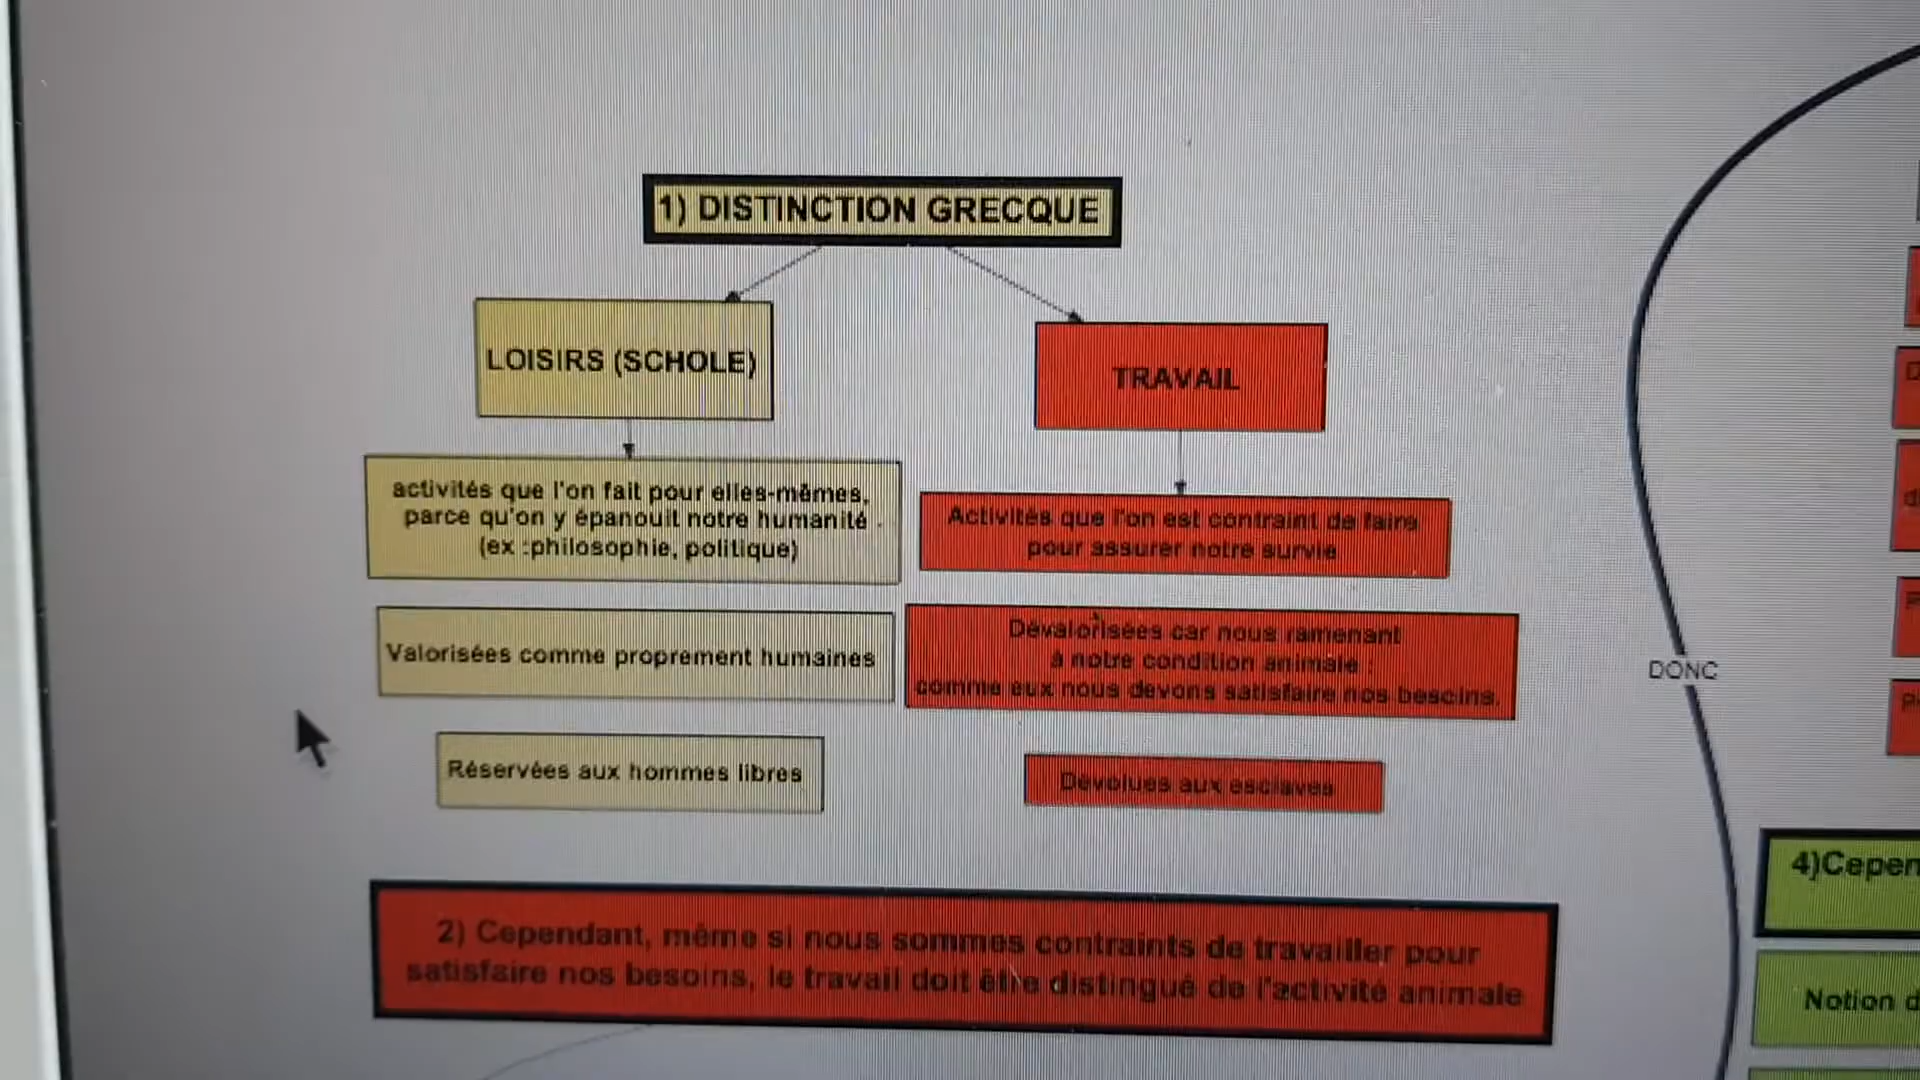 1) DISTINCTION GRECQUE
LOISIRS (SCHOLE)
TRAVAIL
activités que l'on fait pour elles-mêmes,
parce qu'on y épanouit notre humanité
(ex :philosophie, politique)
Activités que l'on est contraint de faire
pour assurer notre survie
Valorisées comme proprement humaines
Dévalorisées car nous ramenant
à notre condition animale :
comme eux nous devons satisfaire nos besoins.
Réservées aux hommes libres
Dévolues aux esclaves
2) Cependant, même si nous sommes contraints de travailler pour
satisfaire nos besoins, le travail doit être distingué de l'activité animale
DONC
4)Cepen
Notion d